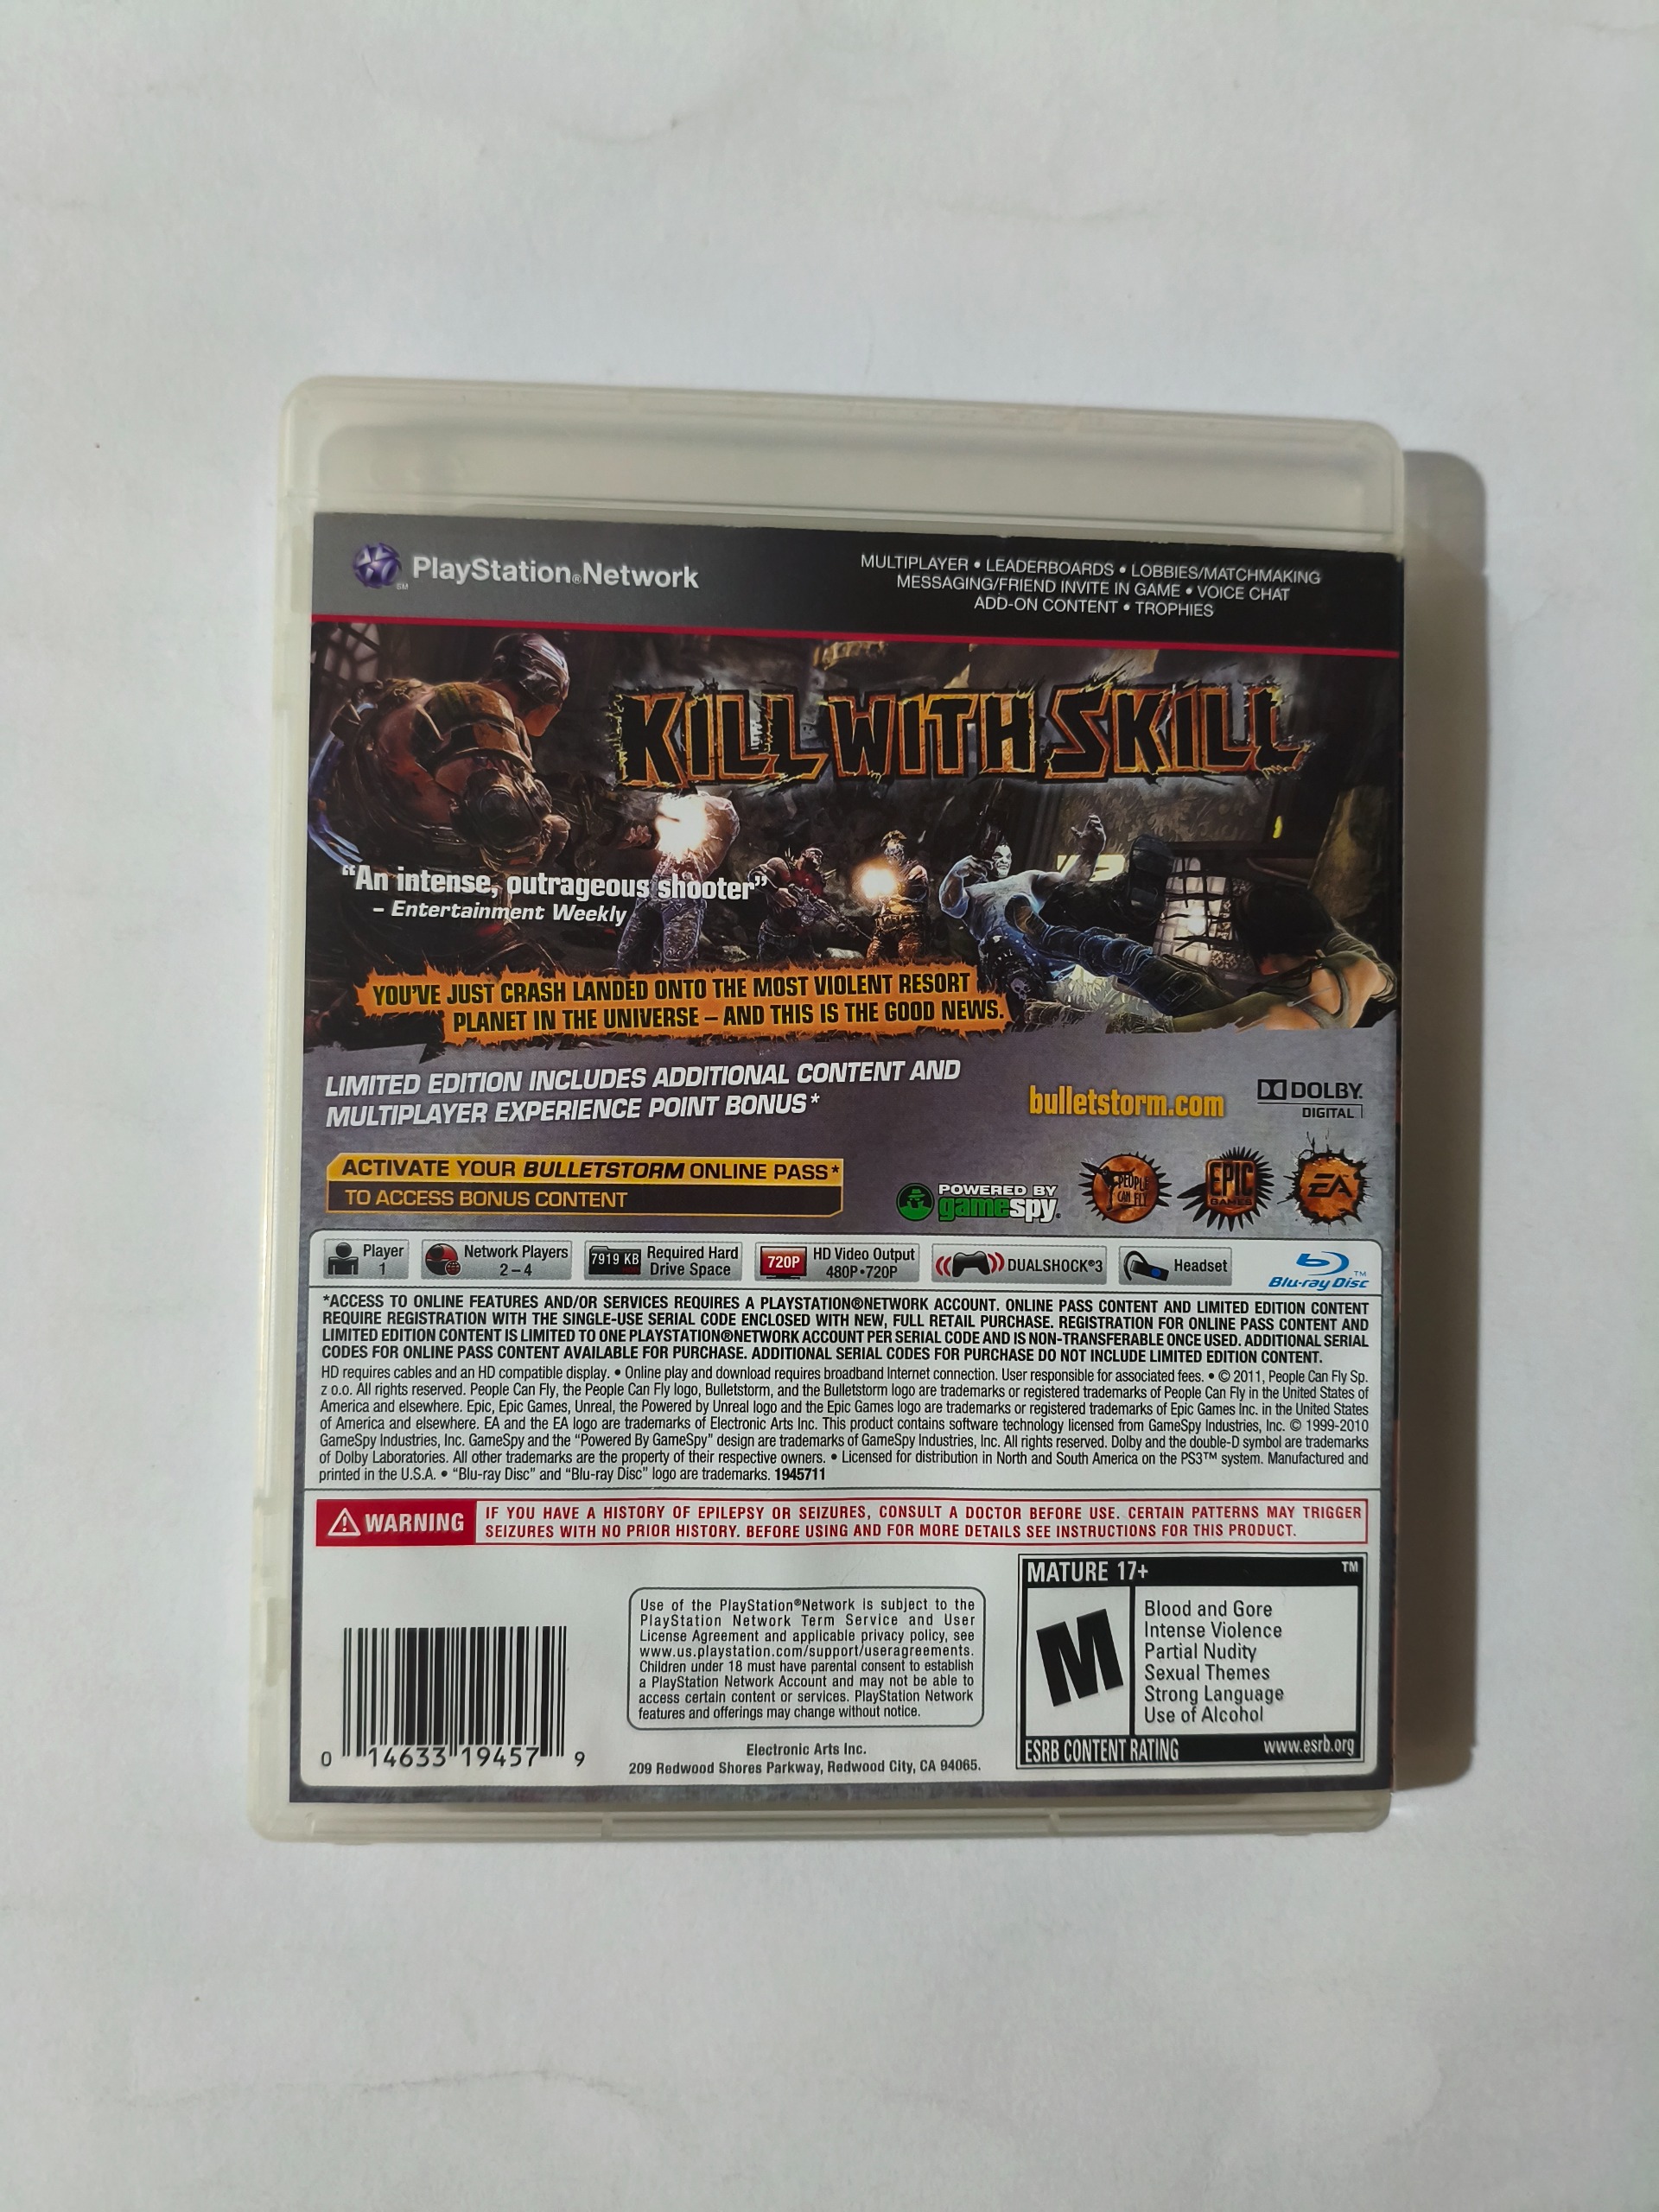 PlayStation®Network
SM
MULTIPLAYER • LEADERBOARDS • LOBBIES/MATCHMAKING
MESSAGING/FRIEND INVITE IN GAME • VOICE CHAT
ADD-ON CONTENT • TROPHIES
KILL WITH SKILL
“An intense, outrageous shooter”
– Entertainment Weekly
YOU'VE JUST CRASH LANDED ONTO THE MOST VIOLENT RESORT
PLANET IN THE UNIVERSE – AND THIS IS THE GOOD NEWS.
LIMITED EDITION INCLUDES ADDITIONAL CONTENT AND
MULTIPLAYER EXPERIENCE POINT BONUS*
bulletstorm.com
DOLBY
DIGITAL
ACTIVATE YOUR BULLETSTORM ONLINE PASS*
TO ACCESS BONUS CONTENT
POWERED BY
gamespy.
PEOPLE
CAN FLY
EPIC
GAMES
EA
Player
1
Network Players
2 – 4
7919 KB
Required Hard
Drive Space
720P
HD Video Output
480P•720P
DUALSHOCK®3
Headset
Blu-ray Disc
TM
*ACCESS TO ONLINE FEATURES AND/OR SERVICES REQUIRES A PLAYSTATION®NETWORK ACCOUNT. ONLINE PASS CONTENT AND LIMITED EDITION CONTENT
REQUIRE REGISTRATION WITH THE SINGLE-USE SERIAL CODE ENCLOSED WITH NEW, FULL RETAIL PURCHASE. REGISTRATION FOR ONLINE PASS CONTENT AND
LIMITED EDITION CONTENT IS LIMITED TO ONE PLAYSTATION®NETWORK ACCOUNT PER SERIAL CODE AND IS NON-TRANSFERABLE ONCE USED. ADDITIONAL SERIAL
CODES FOR ONLINE PASS CONTENT AVAILABLE FOR PURCHASE. ADDITIONAL SERIAL CODES FOR PURCHASE DO NOT INCLUDE LIMITED EDITION CONTENT.
HD requires cables and an HD compatible display. • Online play and download requires broadband Internet connection. User responsible for associated fees. • © 2011, People Can Fly Sp.
z o.o. All rights reserved. People Can Fly, the People Can Fly logo, Bulletstorm, and the Bulletstorm logo are trademarks or registered trademarks of People Can Fly in the United States of
America and elsewhere. Epic, Epic Games, Unreal, the Powered by Unreal logo and the Epic Games logo are trademarks or registered trademarks of Epic Games Inc. in the United States
of America and elsewhere. EA and the EA logo are trademarks of Electronic Arts Inc. This product contains software technology licensed from GameSpy Industries, Inc. © 1999-2010
GameSpy Industries, Inc. GameSpy and the “Powered By GameSpy” design are trademarks of GameSpy Industries, Inc. All rights reserved. Dolby and the double-D symbol are trademarks
of Dolby Laboratories. All other trademarks are the property of their respective owners. • Licensed for distribution in North and South America on the PS3™ system. Manufactured and
printed in the U.S.A. • “Blu-ray Disc” and “Blu-ray Disc” logo are trademarks. 1945711
WARNING
IF YOU HAVE A HISTORY OF EPILEPSY OR SEIZURES, CONSULT A DOCTOR BEFORE USE. CERTAIN PATTERNS MAY TRIGGER
SEIZURES WITH NO PRIOR HISTORY. BEFORE USING AND FOR MORE DETAILS SEE INSTRUCTIONS FOR THIS PRODUCT.
0 14633 19457 9
Use of the PlayStation®Network is subject to the
PlayStation Network Term Service and User
License Agreement and applicable privacy policy, see
www.us.playstation.com/support/useragreements.
Children under 18 must have parental consent to establish
a PlayStation Network Account and may not be able to
access certain content or services. PlayStation Network
features and offerings may change without notice.
Electronic Arts Inc.
209 Redwood Shores Parkway, Redwood City, CA 94065.
MATURE 17+
TM
M
Blood and Gore
Intense Violence
Partial Nudity
Sexual Themes
Strong Language
Use of Alcohol
ESRB CONTENT RATING
www.esrb.org